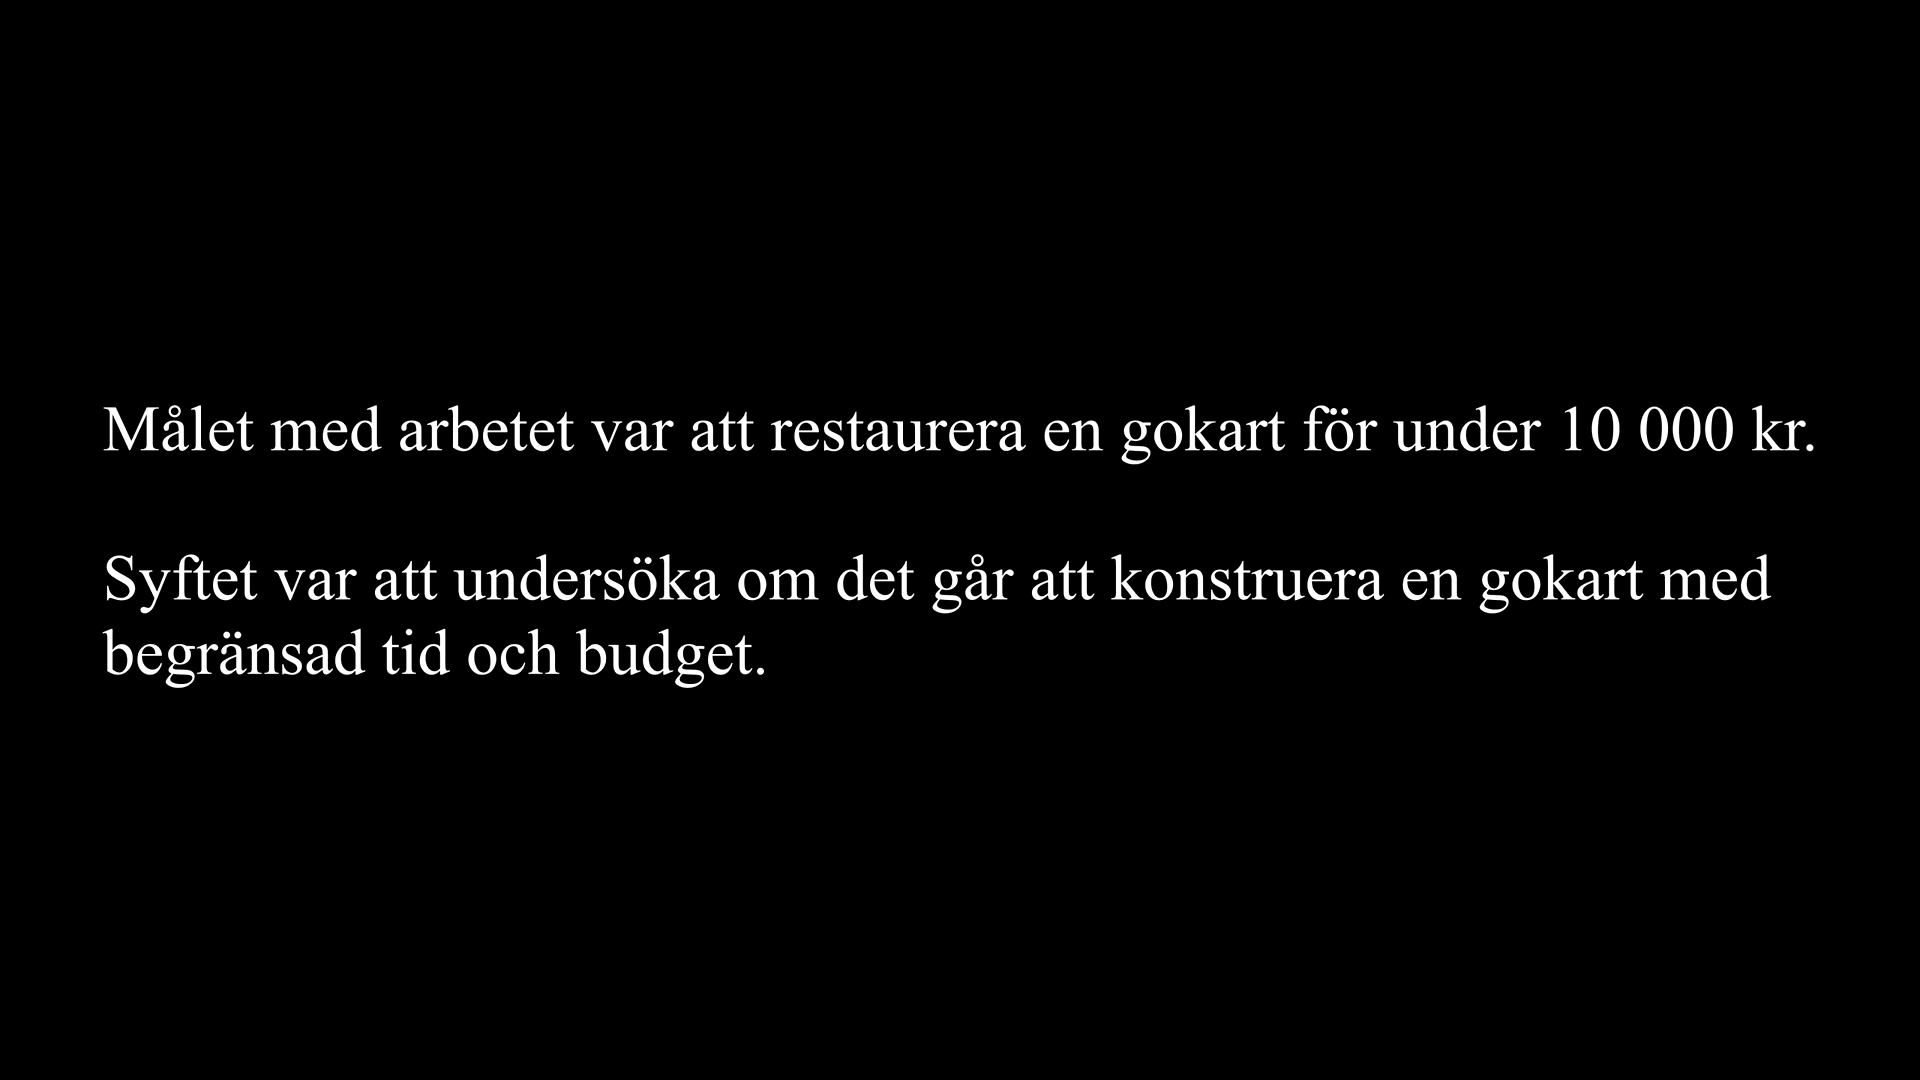 Målet med arbetet var att restaurera en gokart för under 10 000 kr.
Syftet var att undersöka om det går att konstruera en gokart med
begränsad tid och budget.